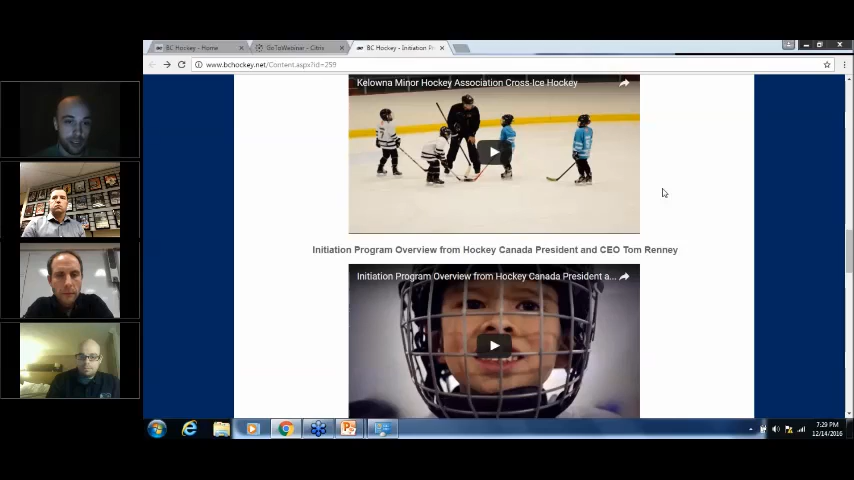 BC Hockey - Home
GoToWebinar - Citrix
BC Hockey - Initiation Pr
www.bchockey.net/Content.aspx?id=259
Kelowna Minor Hockey Association Cross-Ice Hockey
Initiation Program Overview from Hockey Canada President and CEO Tom Renney
Initiation Program Overview from Hockey Canada President a...
7:29 PM
12/14/2016